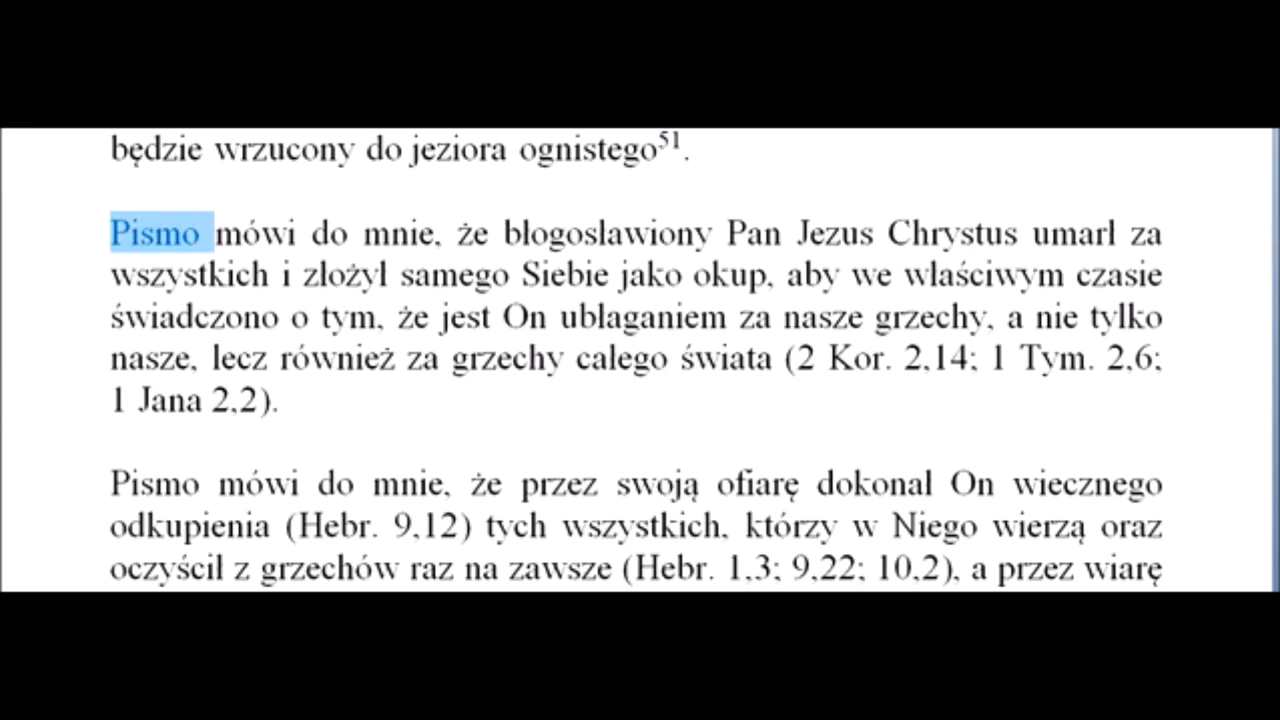 będzie wrzucony do jeziora ognistego⁵¹.
Pismo mówi do mnie, że błogosławiony Pan Jezus Chrystus umarł za
wszystkich i złożył samego Siebie jako okup, aby we właściwym czasie
świadczono o tym, że jest On ubłaganiem za nasze grzechy, a nie tylko
nasze, lecz również za grzechy całego świata (2 Kor. 2,14; 1 Tym. 2,6;
1 Jana 2,2).
Pismo mówi do mnie, że przez swoją ofiarę dokonał On wiecznego
odkupienia (Hebr. 9,12) tych wszystkich, którzy w Niego wierzą oraz
oczyścił z grzechów raz na zawsze (Hebr. 1,3; 9,22; 10,2), a przez wiarę